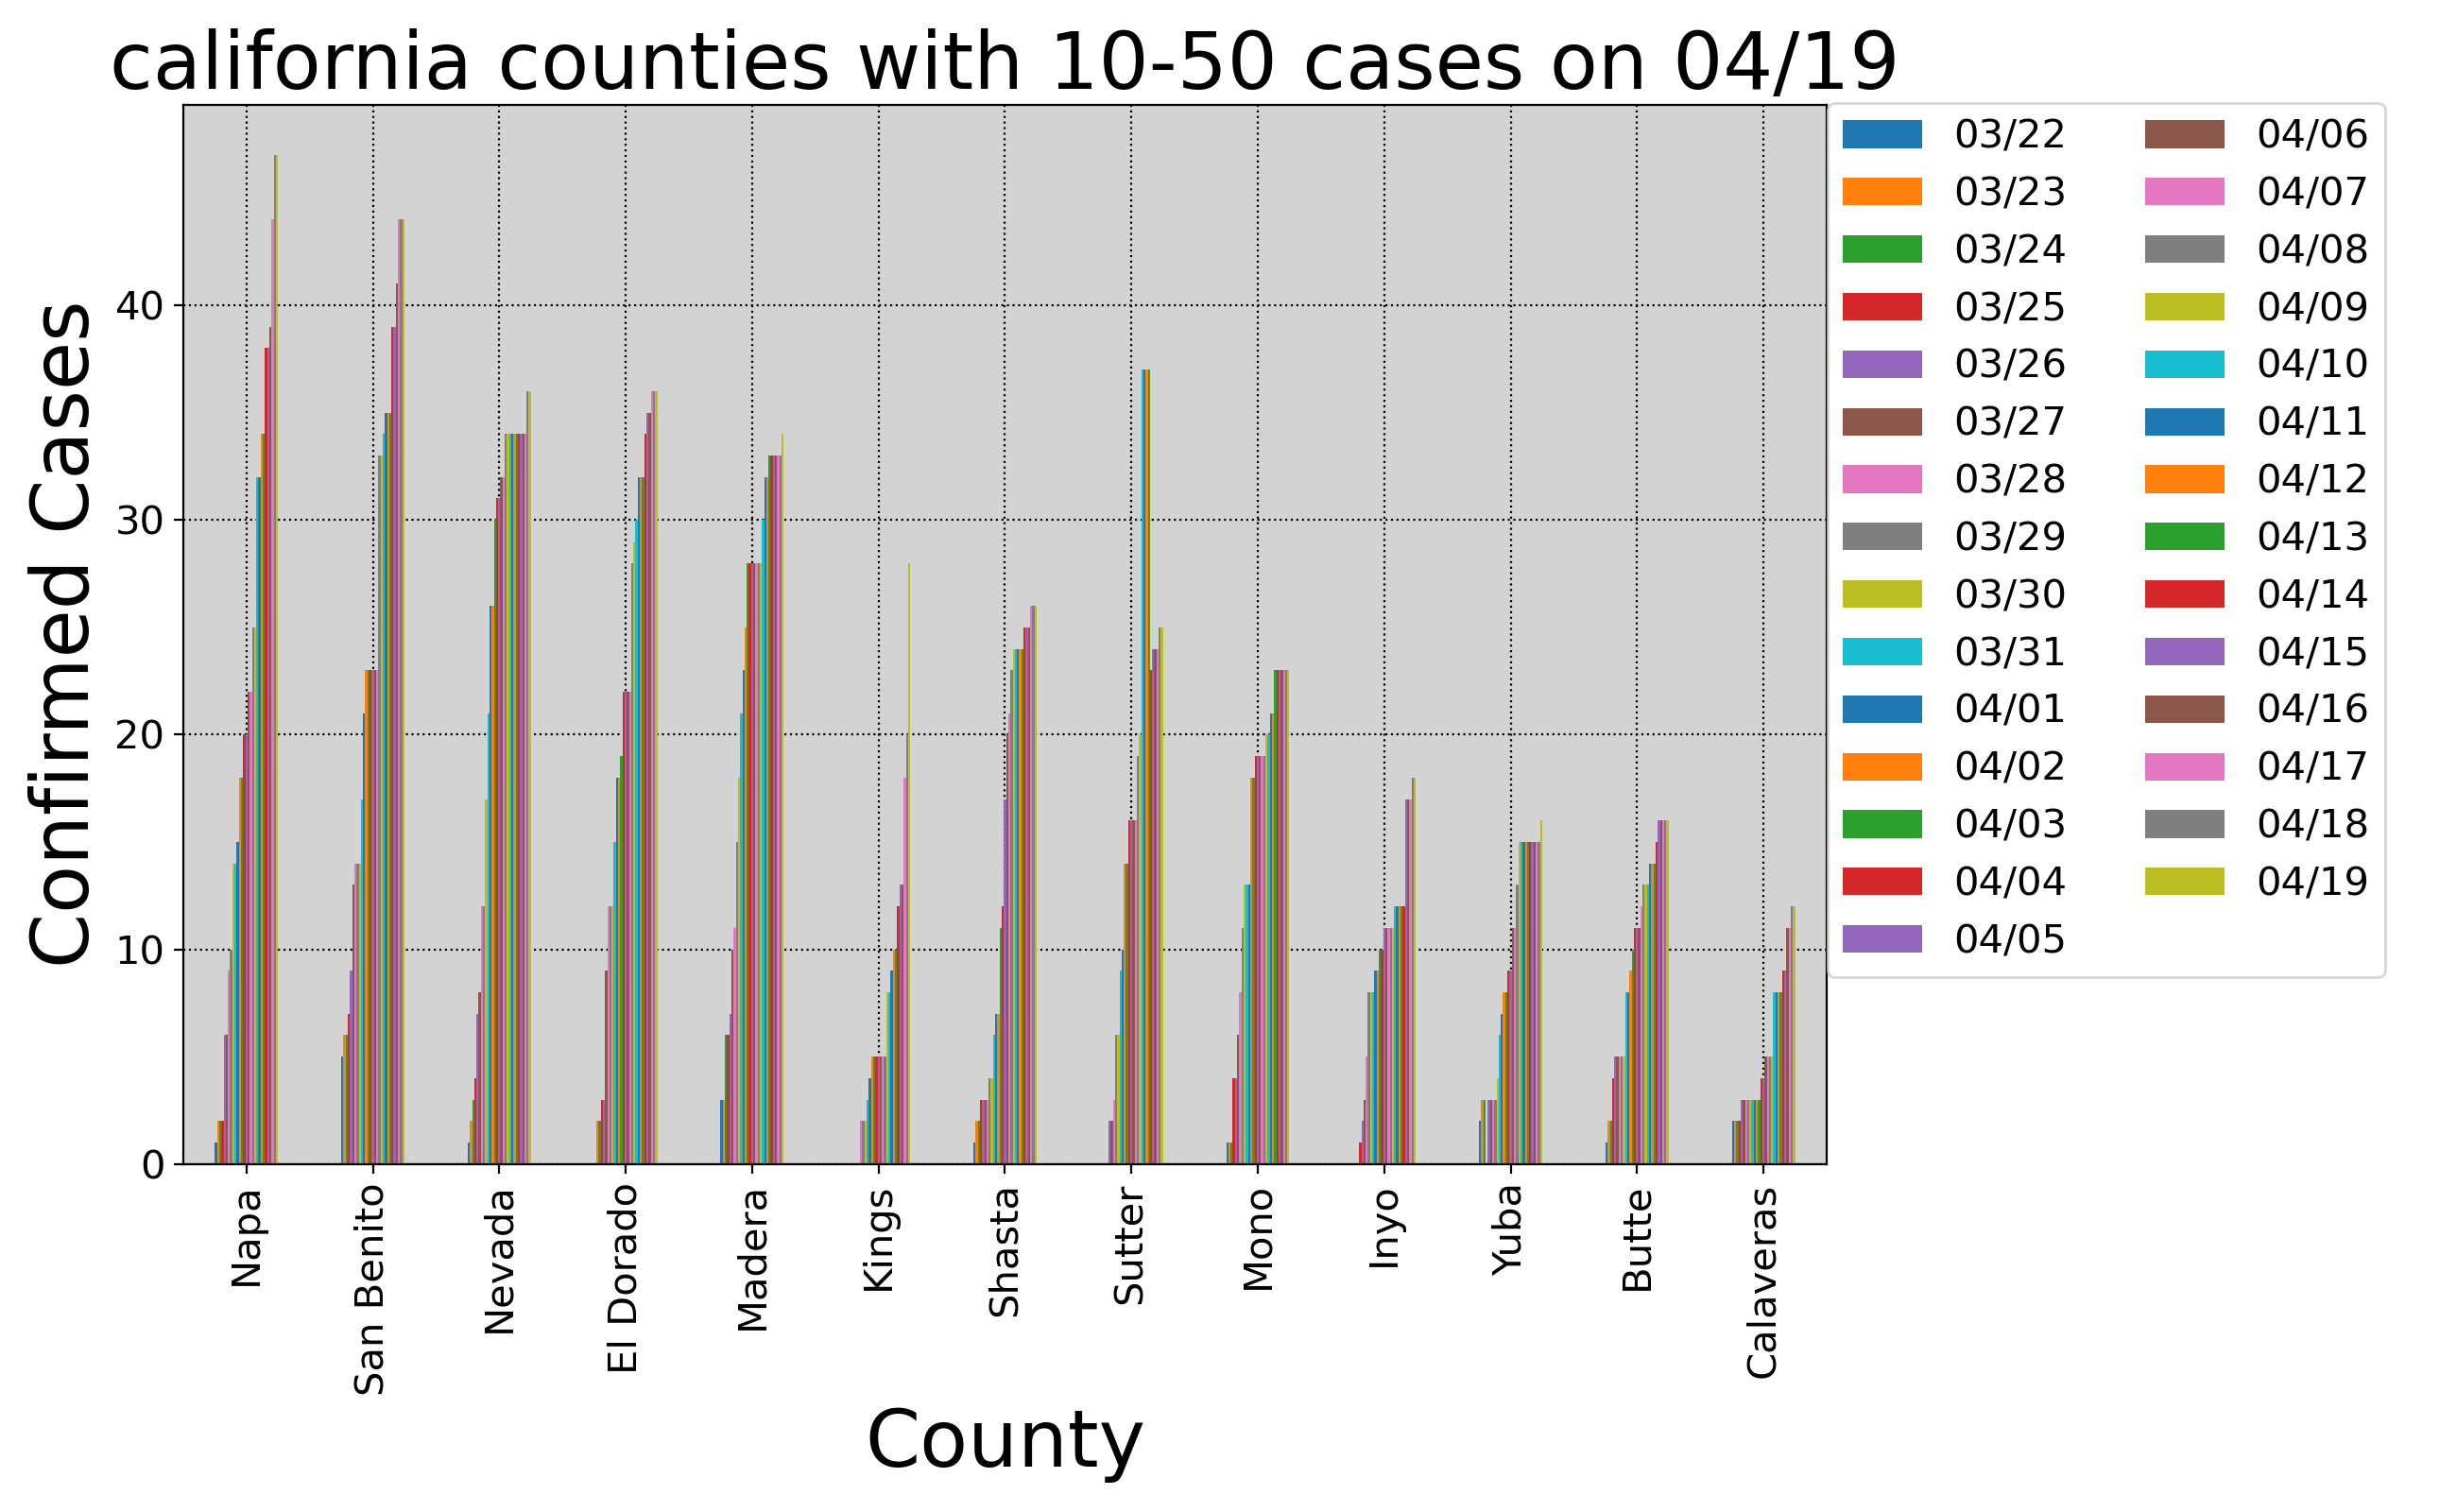 california counties with 10-50 cases on 04/19
Confirmed Cases
40
30
20
10
0
Napa
San Benito
Nevada
El Dorado
Madera
Kings
Shasta
Sutter
Mono
Inyo
Yuba
Butte
Calaveras
County
03/22
03/23
03/24
03/25
03/26
03/27
03/28
03/29
03/30
03/31
04/01
04/02
04/03
04/04
04/05
04/06
04/07
04/08
04/09
04/10
04/11
04/12
04/13
04/14
04/15
04/16
04/17
04/18
04/19